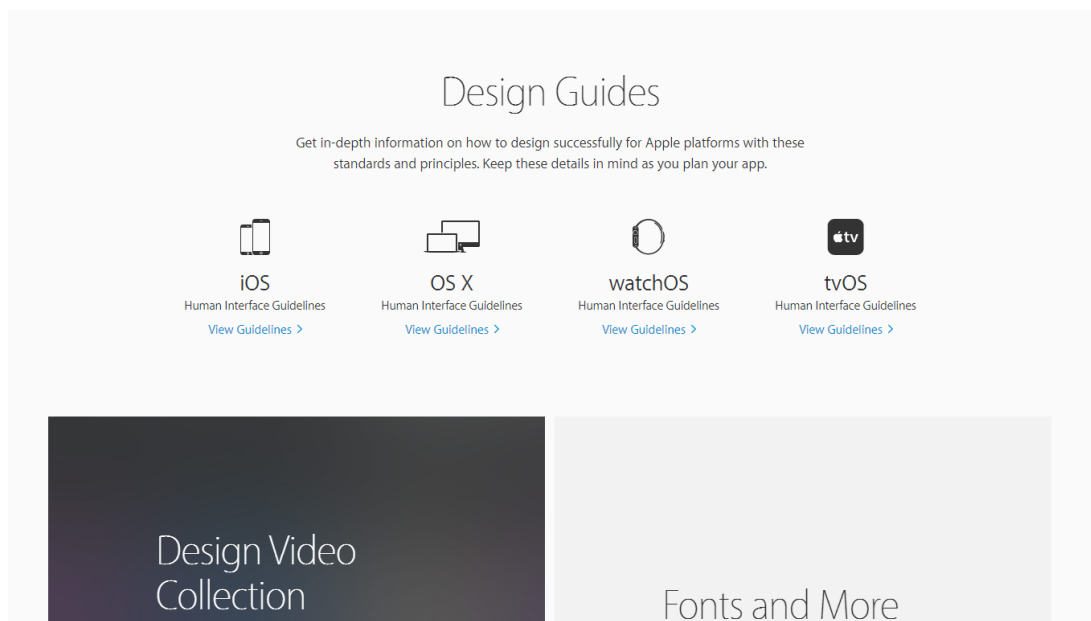 Design Guides
Get in-depth information on how to design successfully for Apple platforms with these
standards and principles. Keep these details in mind as you plan your app.
tv
iOS
Human Interface Guidelines
View Guidelines
OS X
Human Interface Guidelines
View Guidelines
watchOS
Human Interface Guidelines
View Guidelines
tvOS
Human Interface Guidelines
View Guidelines
Design Video
Collection
Fonts and More